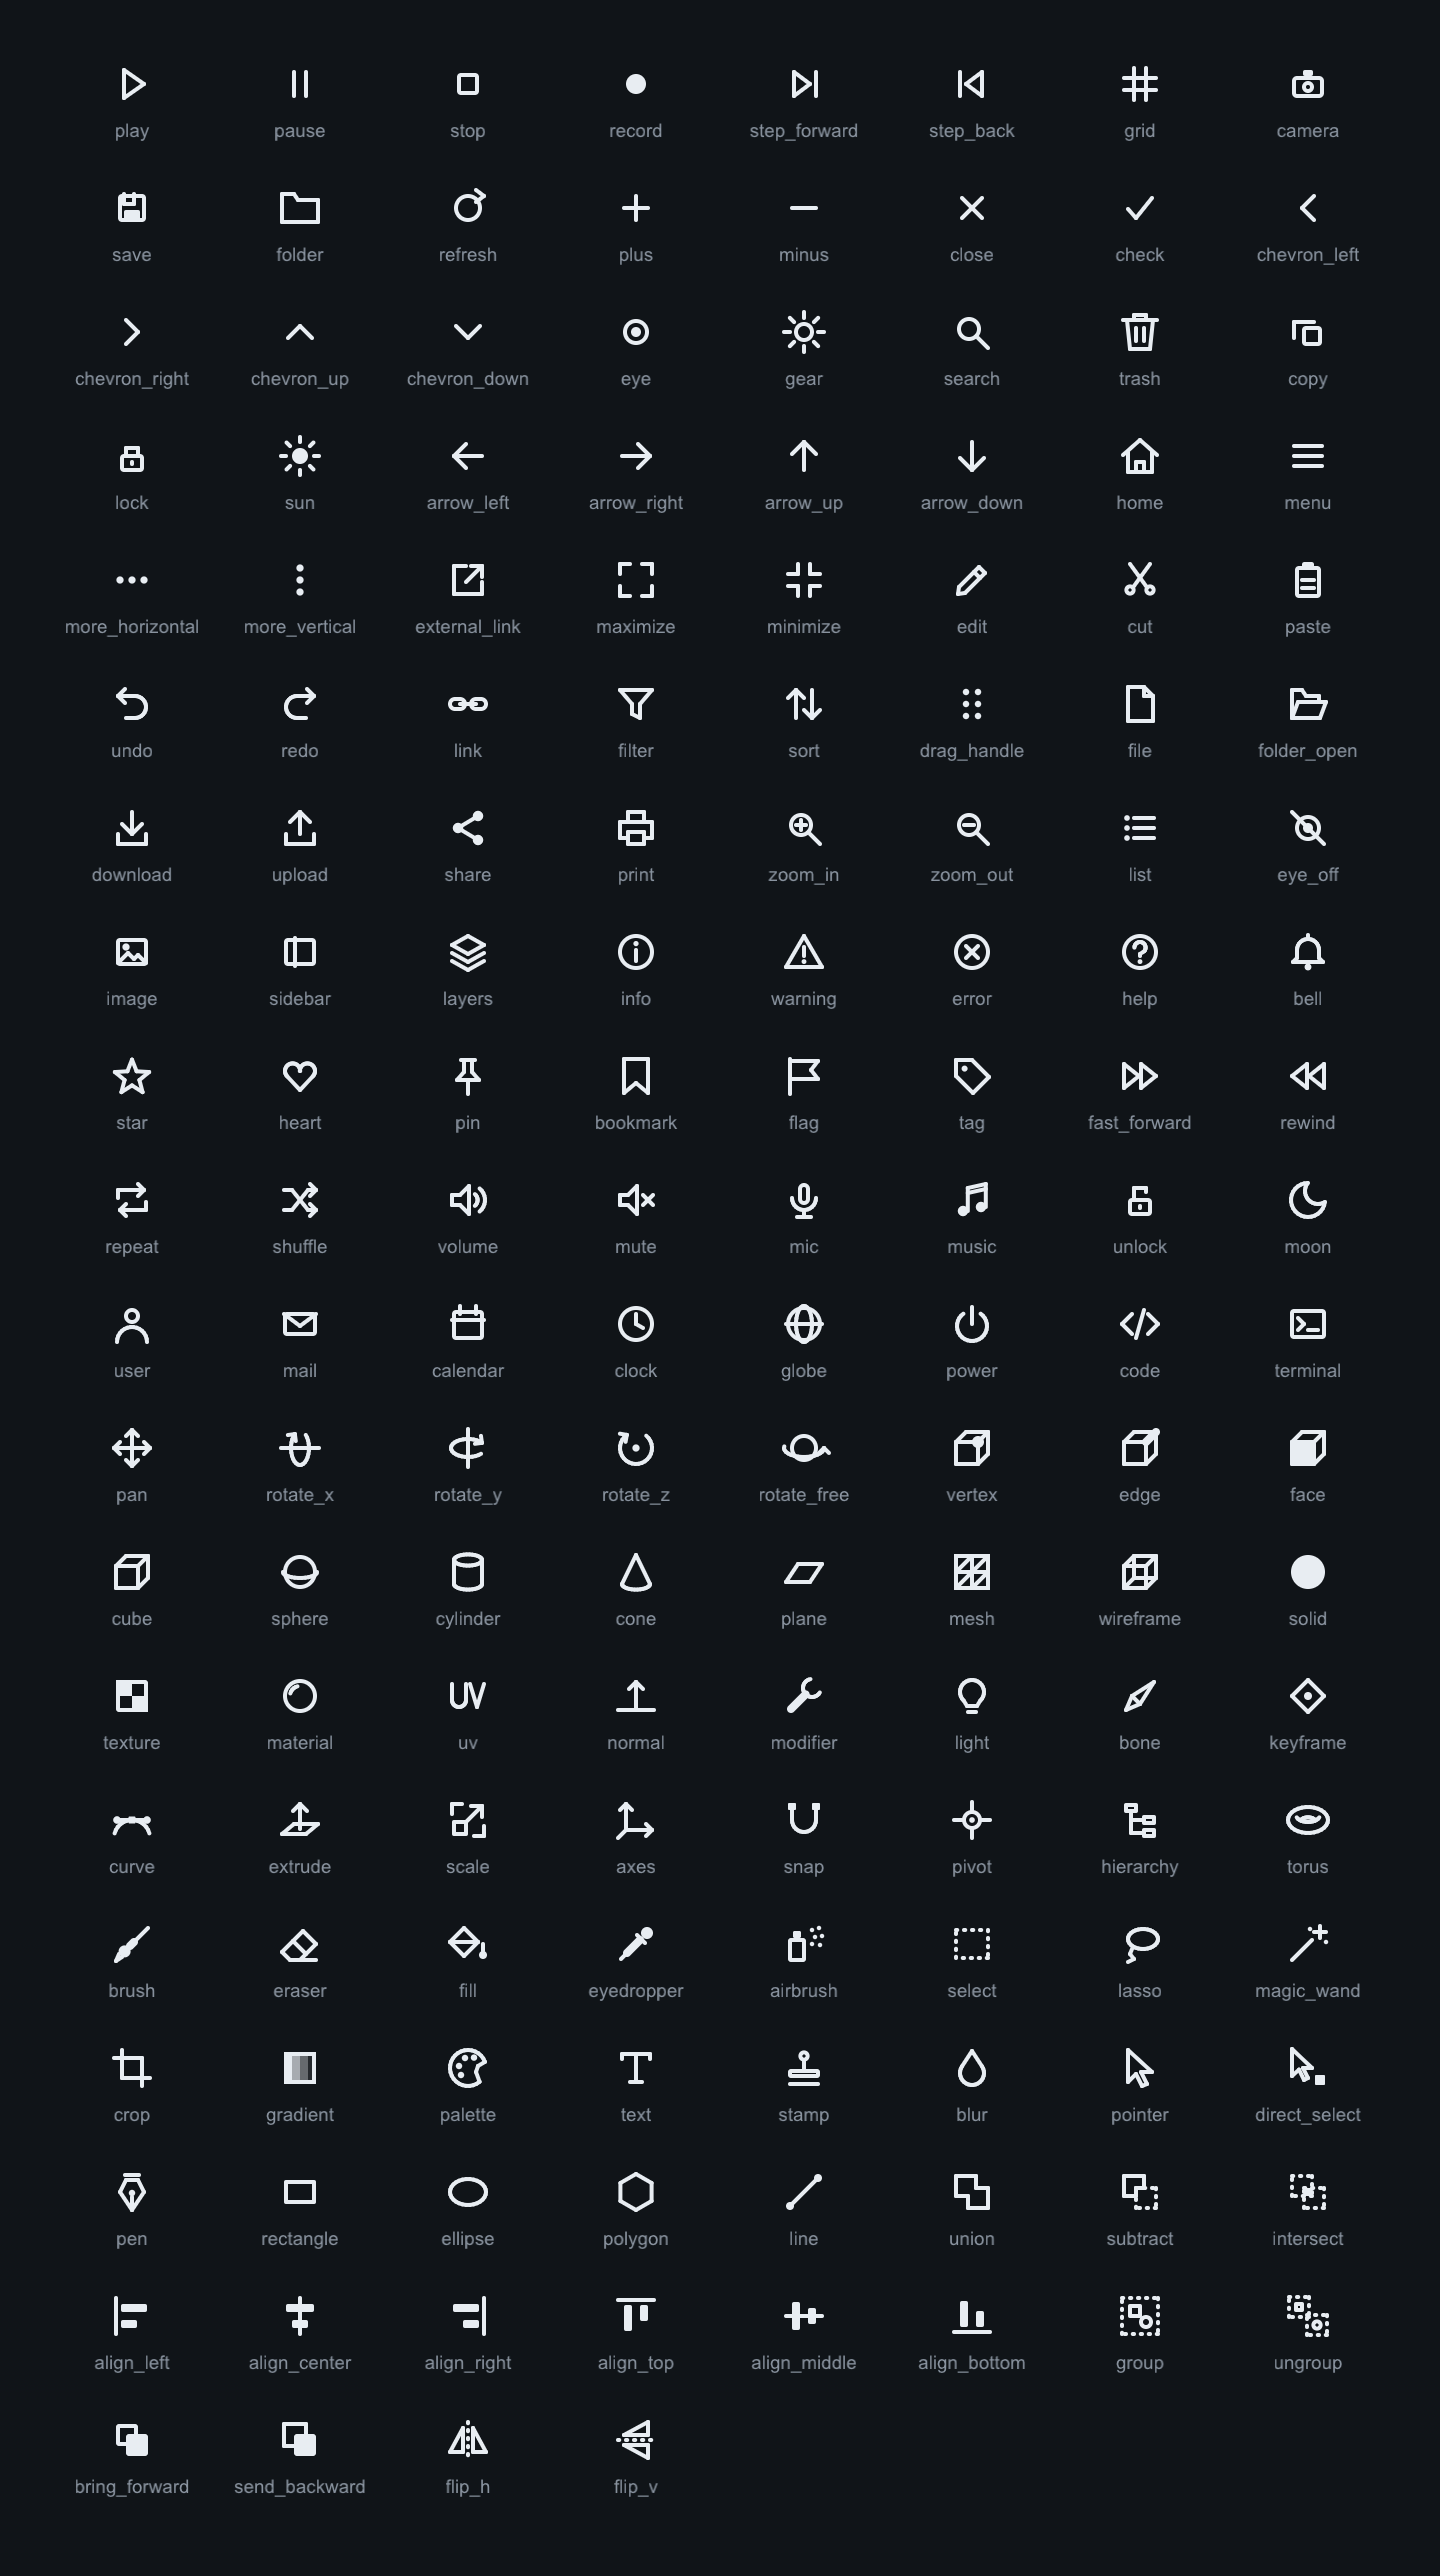 play pause stop record step_forward step_back grid camera
save folder refresh plus minus close check chevron_left
chevron_right chevron_up chevron_down eye gear search trash copy
lock sun arrow_left arrow_right arrow_up arrow_down home menu
more_horizontal more_vertical external_link maximize minimize edit cut paste
undo redo link filter sort drag_handle file folder_open
download upload share print zoom_in zoom_out list eye_off
image sidebar layers info warning error help bell
star heart pin bookmark flag tag fast_forward rewind
repeat shuffle volume mute mic music unlock moon
user mail calendar clock globe power code terminal
pan rotate_x rotate_y rotate_z rotate_free vertex edge face
cube sphere cylinder cone plane mesh wireframe solid
UV
texture material uv normal modifier light bone keyframe
curve extrude scale axes snap pivot hierarchy torus
brush eraser fill eyedropper airbrush select lasso magic_wand
T
crop gradient palette text stamp blur pointer direct_select
pen rectangle ellipse polygon line union subtract intersect
align_left align_center align_right align_top align_middle align_bottom group ungroup
bring_forward send_backward flip_h flip_v